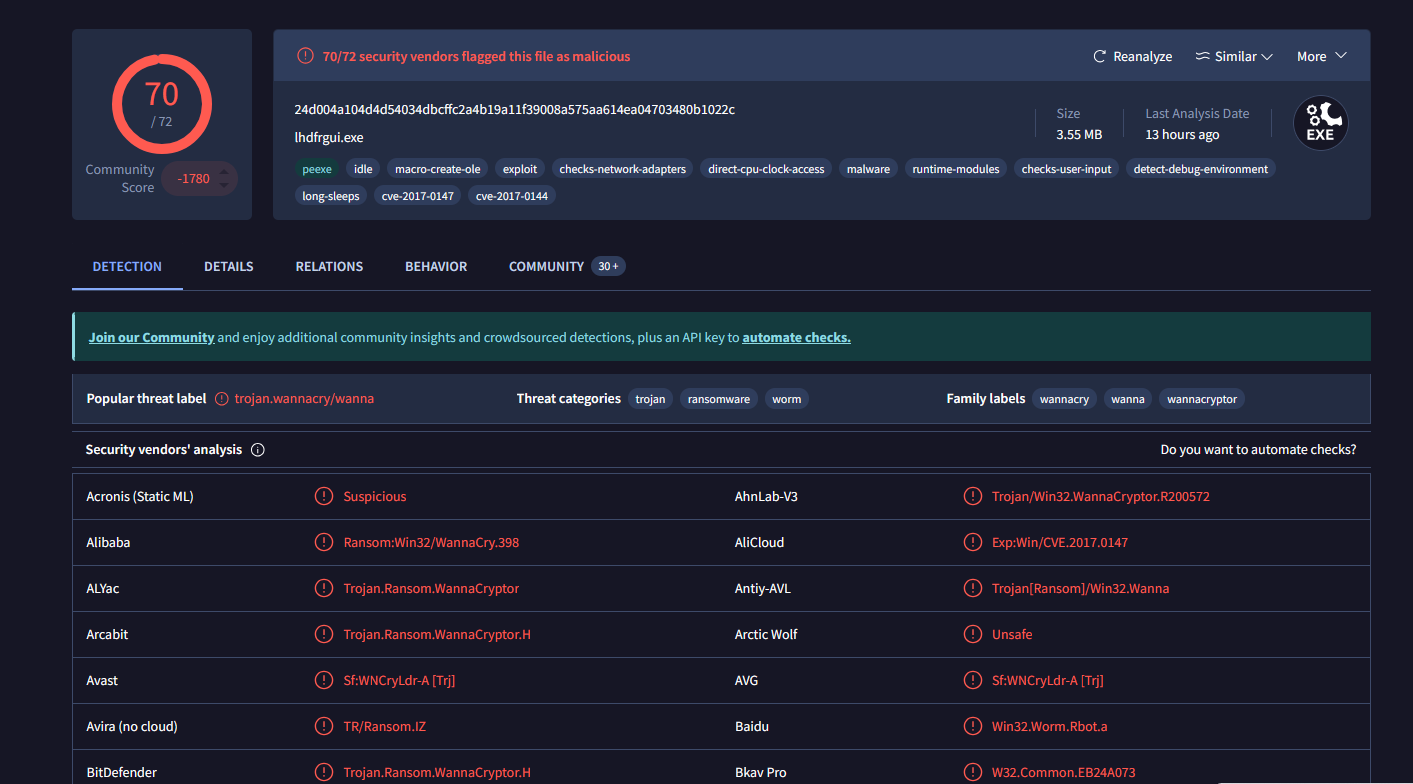 70
/ 72
Community
Score
-1780
70/72 security vendors flagged this file as malicious
Reanalyze
Similar
More
24d004a104d4d54034dbcffc2a4b19a11f39008a575aa614ea04703480b1022c
lhdfrgui.exe
Size
3.55 MB
Last Analysis Date
13 hours ago
EXE
peexe idle macro-create-ole exploit checks-network-adapters direct-cpu-clock-access malware runtime-modules checks-user-input detect-debug-environment
long-sleeps cve-2017-0147 cve-2017-0144
DETECTION DETAILS RELATIONS BEHAVIOR COMMUNITY 30+
Join our Community and enjoy additional community insights and crowdsourced detections, plus an API key to automate checks.
Popular threat label trojan.wannacry/wanna Threat categories trojan ransomware worm Family labels wannacry wanna wannacryptor
Security vendors' analysis Do you want to automate checks?
Acronis (Static ML) Suspicious AhnLab-V3 Trojan/Win32.WannaCryptor.R200572
Alibaba Ransom:Win32/WannaCry.398 AliCloud Exp:Win/CVE.2017.0147
ALYac Trojan.Ransom.WannaCryptor Antiy-AVL Trojan[Ransom]/Win32.Wanna
Arcabit Trojan.Ransom.WannaCryptor.H Arctic Wolf Unsafe
Avast Sf:WNCryLdr-A [Trj] AVG Sf:WNCryLdr-A [Trj]
Avira (no cloud) TR/Ransom.IZ Baidu Win32.Worm.Rbot.a
BitDefender Trojan.Ransom.WannaCryptor.H Bkav Pro W32.Common.EB24A073